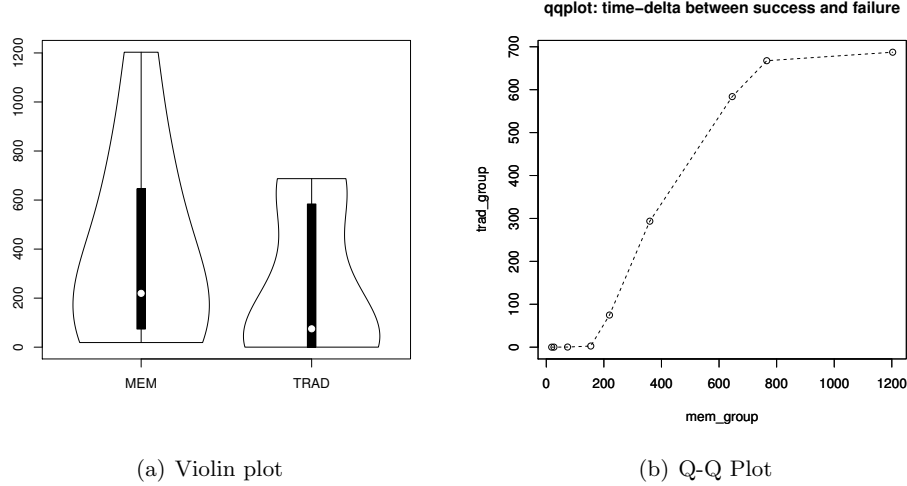 0 200 400 600 800 1000 1200
MEM TRAD
(a) Violin plot
qqplot: time−delta between success and failure
trad_group
0 100 200 300 400 500 600 700
0 200 400 600 800 1000 1200
mem_group
(b) Q-Q Plot